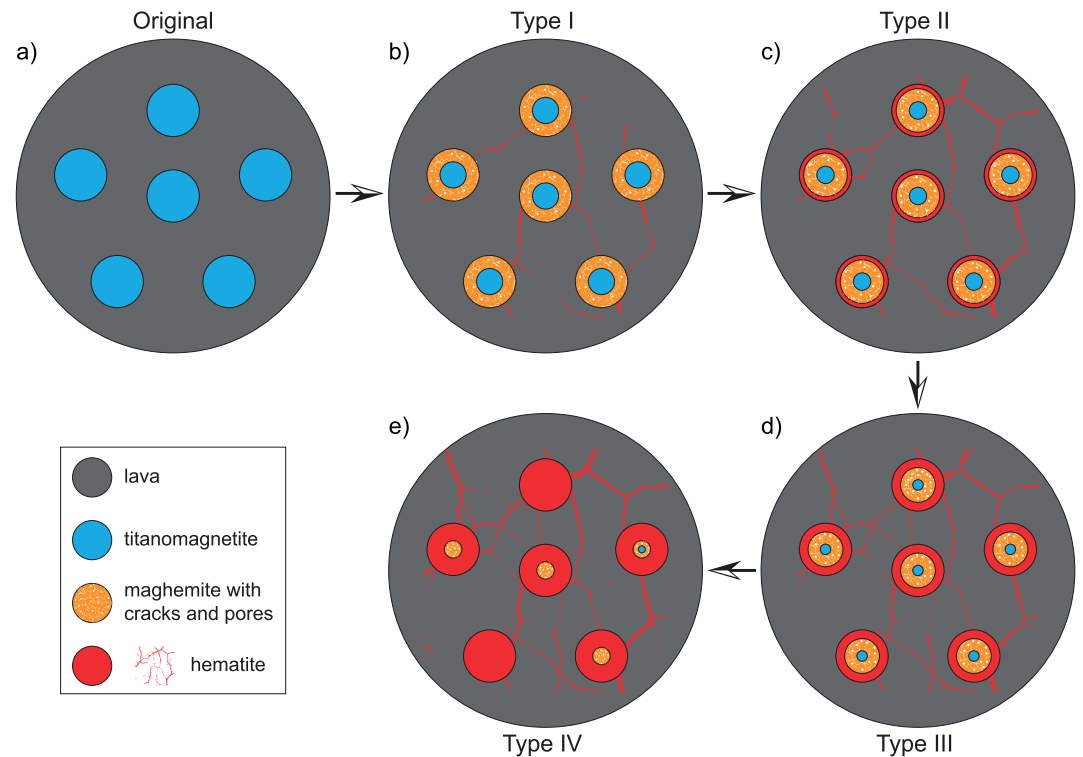 Original
Type I
Type II
a)
b)
c)
e)
d)
lava
titanomagnetite
maghemite with
cracks and pores
hematite
Type IV
Type III